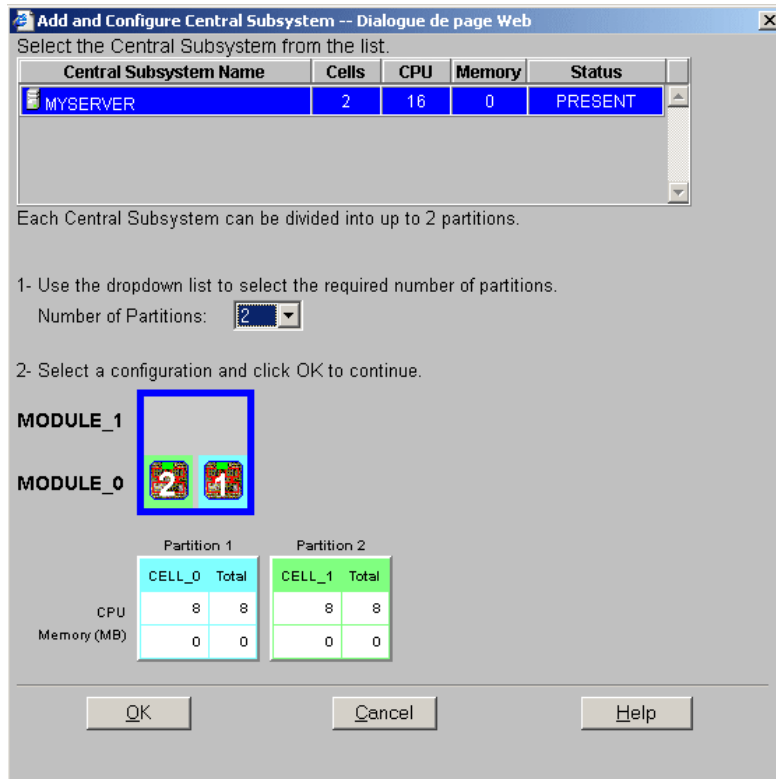 Add and Configure Central Subsystem -- Dialogue de page Web
Select the Central Subsystem from the list.
Central Subsystem Name Cells CPU Memory Status
MYSERVER 2 16 0 PRESENT
Each Central Subsystem can be divided into up to 2 partitions.
1- Use the dropdown list to select the required number of partitions.
Number of Partitions: 2
2- Select a configuration and click OK to continue.
MODULE_1
MODULE_0 2 1
Partition 1 Partition 2
CELL_0 Total CELL_1 Total
CPU 8 8 8 8
Memory (MB) 0 0 0 0
OK Cancel Help